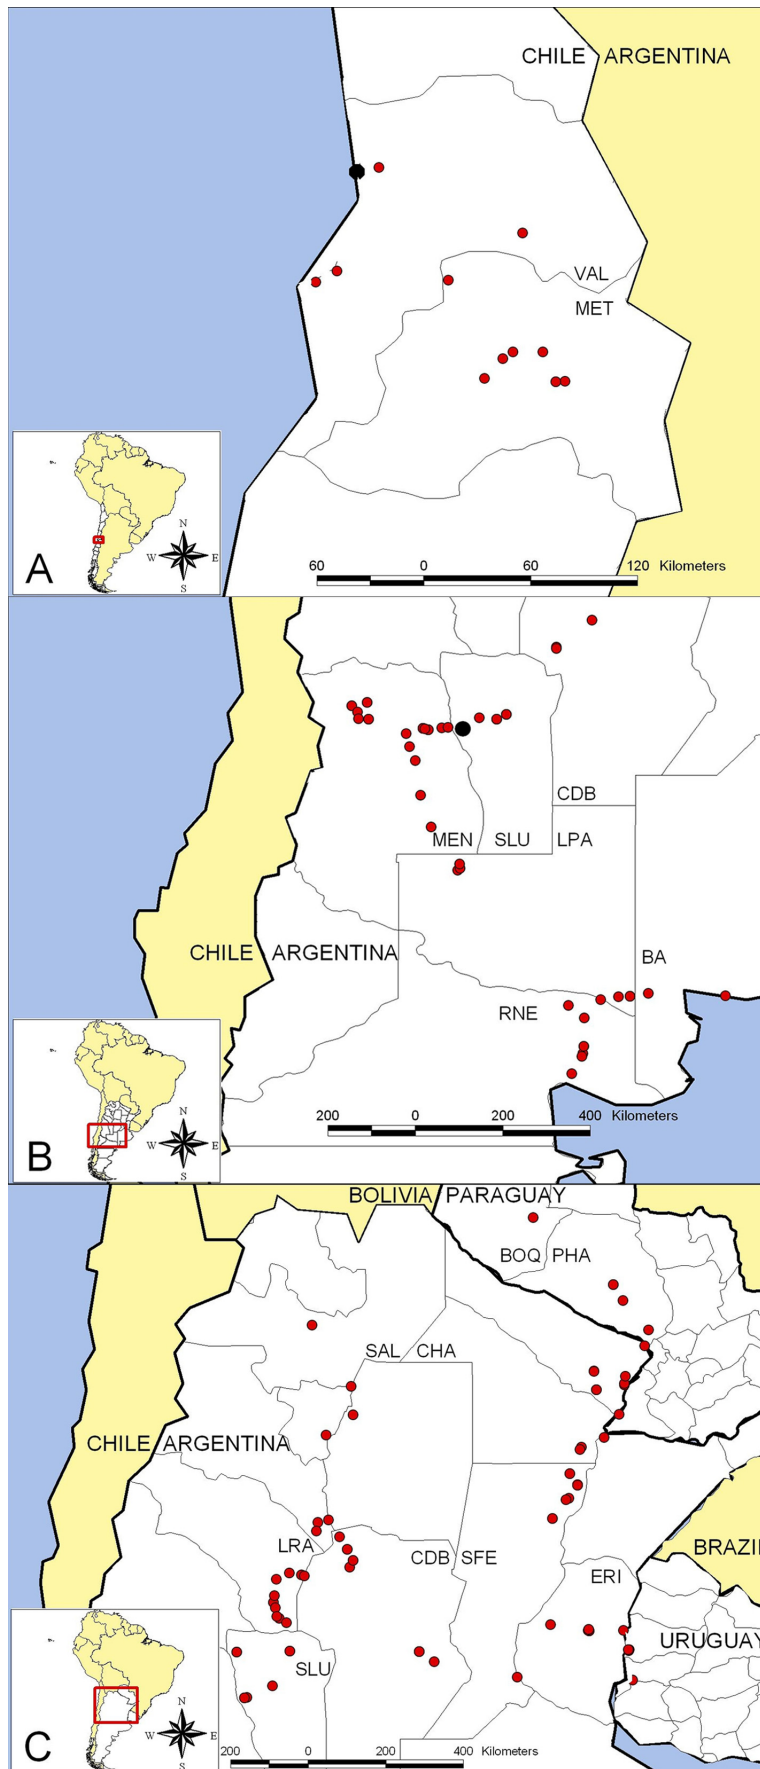 CHILE ARGENTINA
VAL
MET
N
W E
S
A
60 0 60 120 Kilometers
CDB
MEN SLU LPA
CHILE ARGENTINA
BA
RNE
N
W E
S
B
200 0 200 400 Kilometers
BOLIVIA PARAGUAY
BOQ PHA
SAL CHA
CHILE ARGENTINA
LRA
CDB SFE
BRAZI
ERI
URUGUAY
SLU
N
W E
S
C
200 0 200 400 Kilometers